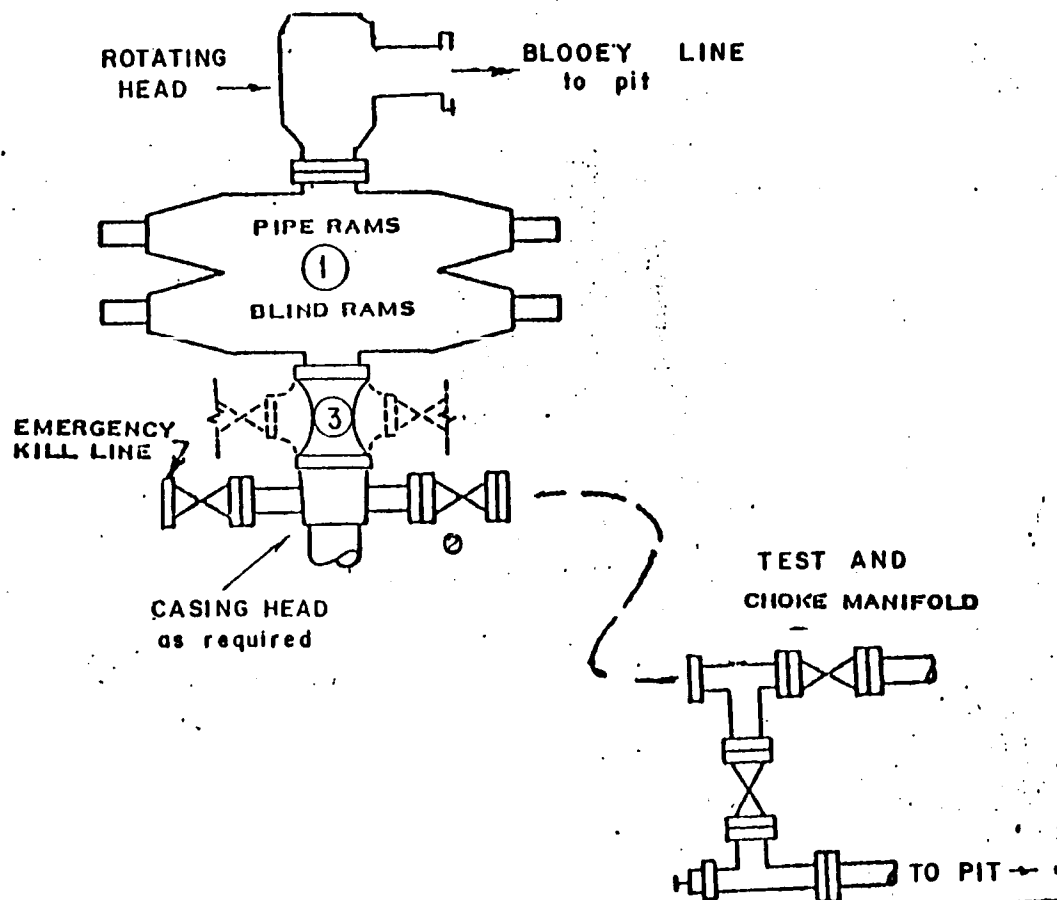 ROTATING
HEAD
BLOOEY LINE
to pit
PIPE RAMS
1
BLIND RAMS
3
EMERGENCY
KILL LINE
CASING HEAD
as required
TEST AND
CHOKE MANIFOLD
TO PIT